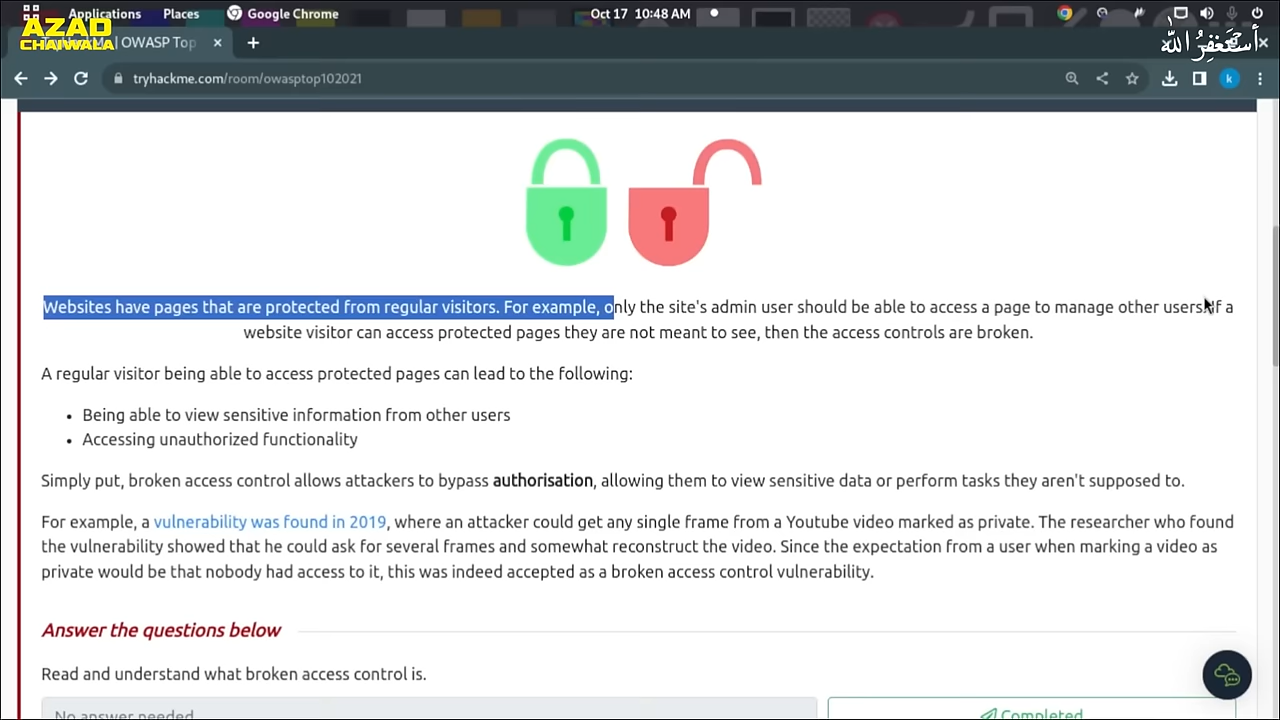 Applications Places Google Chrome Oct 17 10:48 AM
AZAD
CHAIWALA
OWASP Top
أستغفر الله
tryhackme.com/room/owasptop102021
k
Websites have pages that are protected from regular visitors. For example, only the site's admin user should be able to access a page to manage other users. If a
website visitor can access protected pages they are not meant to see, then the access controls are broken.
A regular visitor being able to access protected pages can lead to the following:
• Being able to view sensitive information from other users
• Accessing unauthorized functionality
Simply put, broken access control allows attackers to bypass authorisation, allowing them to view sensitive data or perform tasks they aren't supposed to.
For example, a vulnerability was found in 2019, where an attacker could get any single frame from a Youtube video marked as private. The researcher who found
the vulnerability showed that he could ask for several frames and somewhat reconstruct the video. Since the expectation from a user when marking a video as
private would be that nobody had access to it, this was indeed accepted as a broken access control vulnerability.
Answer the questions below
Read and understand what broken access control is.
No answer needed
Completed